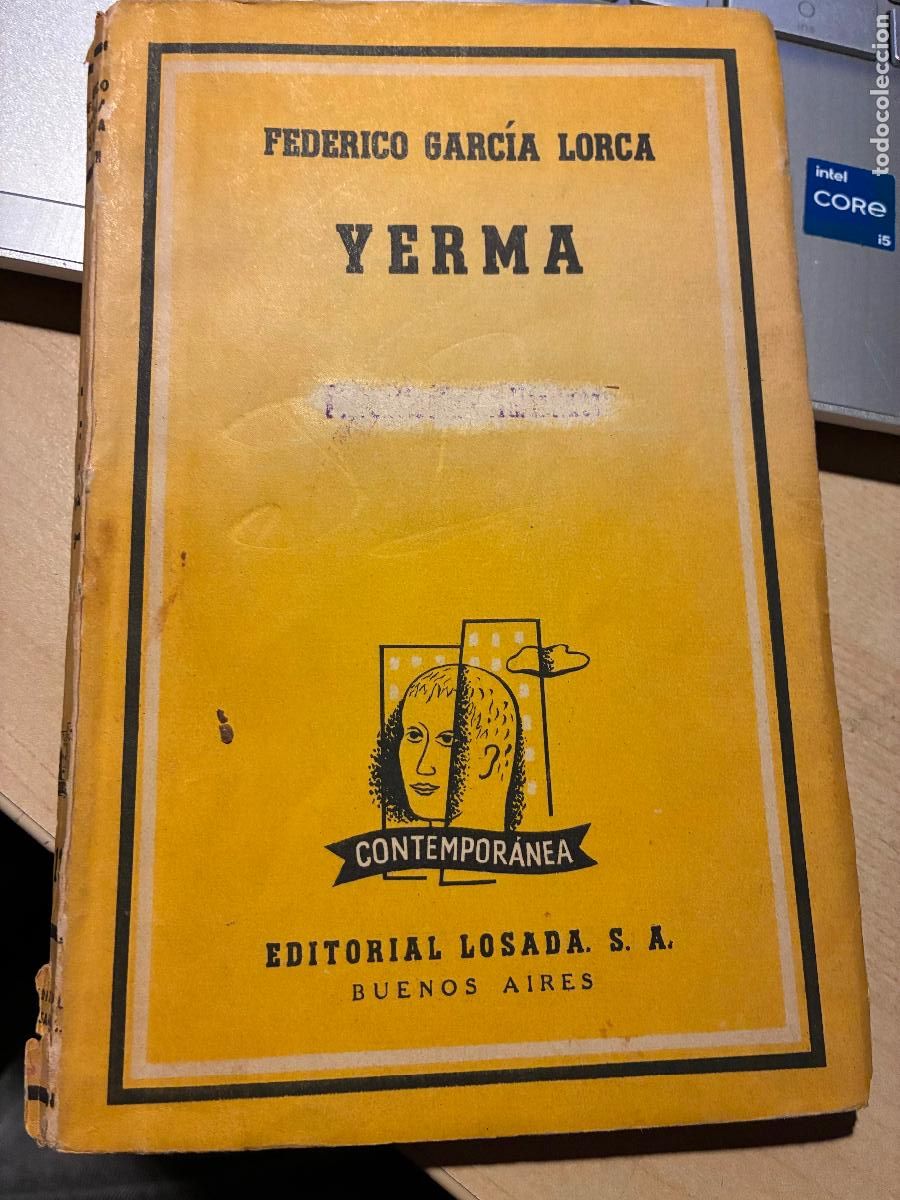 FEDERICO GARCÍA LORCA
YERMA
CONTEMPORÁNEA
EDITORIAL LOSADA. S. A.
BUENOS AIRES
intel
CORe
i5
todocoleccion